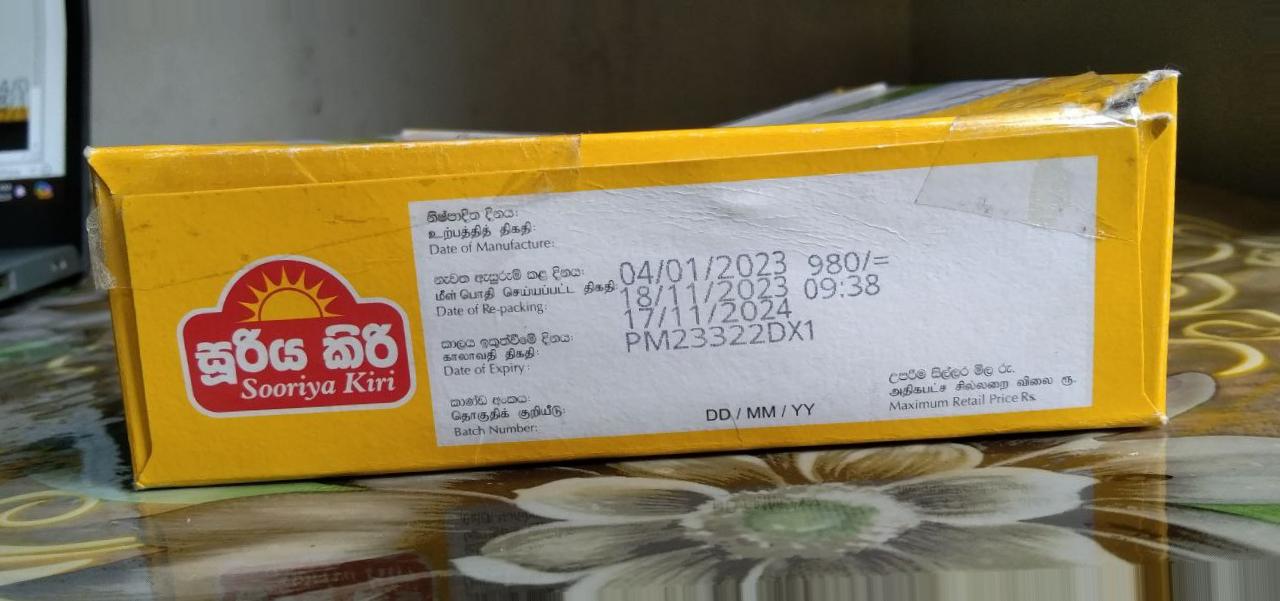 සූරිය කිරි
Sooriya Kiri
නිෂ්පාදිත දිනය:
உற்பத்தித் திகதி:
Date of Manufacture:
නැවත ඇසුරුම් කළ දිනය:
மீள் பொதி செய்யப்பட்ட திகதி:
Date of Re-packing:
කාලය ඉකුත්වීමේ දිනය:
காலாவதி திகதி:
Date of Expiry:
කාණ්ඩ අංකය:
தொகுதிக் குறியீடு:
Batch Number:
04/01/2023 980/=
18/11/2023 09:38
17/11/2024
PM23322DX1
DD / MM / YY
උපරිම සිල්ලර මිල රු.
அதிகபட்ச சில்லறை விலை ரூ.
Maximum Retail Price Rs.